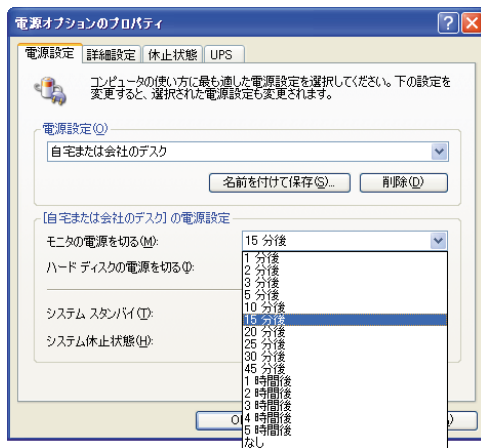 電源オプションのプロパティ
電源設定 詳細設定 休止状態 UPS
コンピュータの使い方に最も適した電源設定を選択してください。下の設定を
変更すると、選択された電源設定も変更されます。
電源設定(O)
自宅または会社のデスク
名前を付けて保存(S)... 削除(D)
[自宅または会社のデスク] の電源設定
モニタの電源を切る(M): 15 分後
ハード ディスクの電源を切る(I):
システム スタンバイ(T):
システム休止状態(H):
1 分後
2 分後
3 分後
5 分後
10 分後
15 分後
20 分後
25 分後
30 分後
45 分後
1 時間後
2 時間後
3 時間後
4 時間後
5 時間後
なし